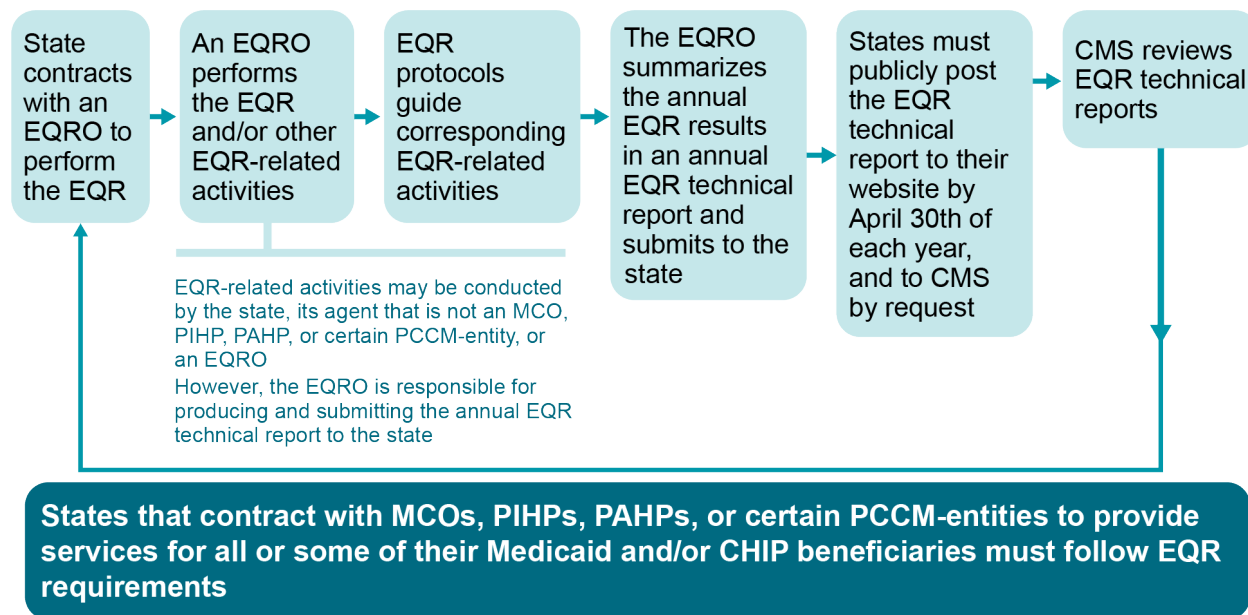 State
contracts
with an
EQRO to
perform
the EQR
An EQRO
performs
the EQR
and/or other
EQR-related
activities
EQR
protocols
guide
corresponding
EQR-related
activities
The EQRO
summarizes
the annual
EQR results
in an annual
EQR technical
report and
submits to the
state
States must
publicly post
the EQR
technical
report to their
website by
April 30th of
each year,
and to CMS
by request
CMS reviews
EQR technical
reports
EQR-related activities may be conducted
by the state, its agent that is not an MCO,
PIHP, PAHP, or certain PCCM-entity, or
an EQRO
However, the EQRO is responsible for
producing and submitting the annual EQR
technical report to the state
States that contract with MCOs, PIHPs, PAHPs, or certain PCCM-entities to provide
services for all or some of their Medicaid and/or CHIP beneficiaries must follow EQR
requirements